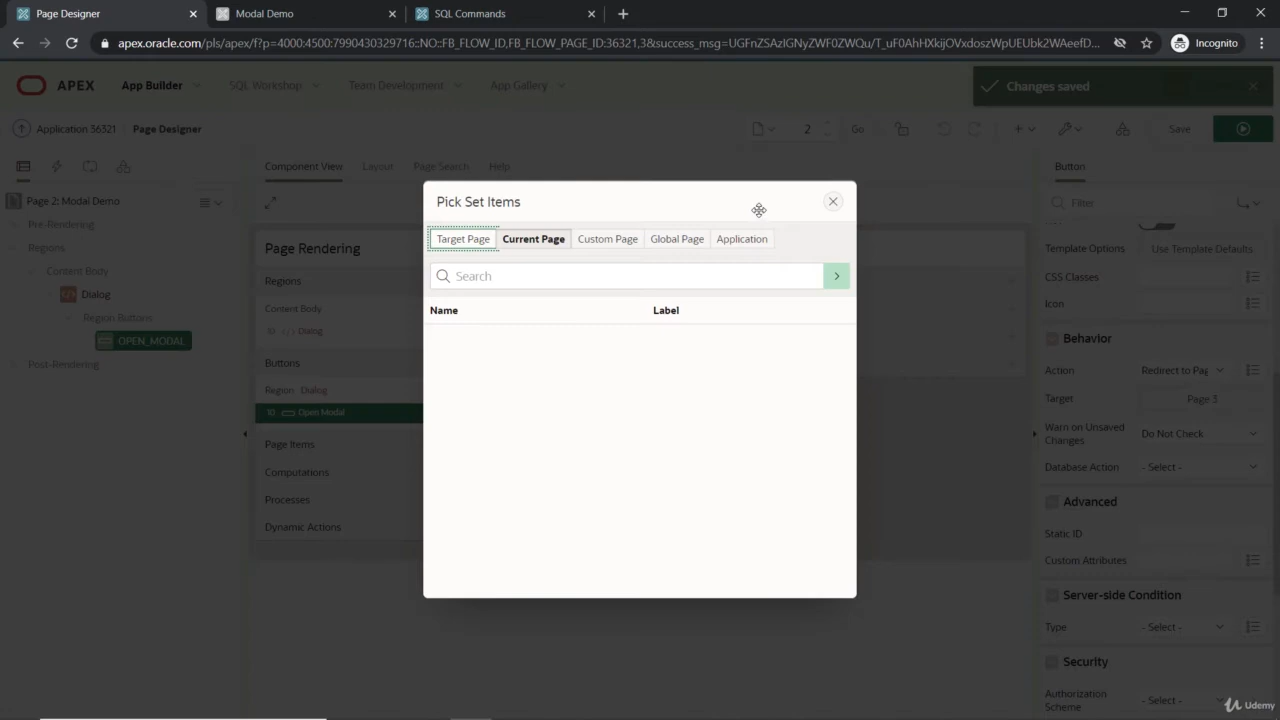 Page Designer
Modal Demo
SQL Commands
apex.oracle.com/pls/apex/f?p=4000:4500:7990430329716::NO::FB_FLOW_ID,FB_FLOW_PAGE_ID:36321,3&success_msg=UGFnZSAzIGNyZWF0ZWQu/T_uF0AhHXkijOVxdoszWpUEUbk2WAeefD...
Incognito
APEX
App Builder
SQL Workshop
Team Development
App Gallery
Changes saved
Application 56321
Page Designer
2
Go
Save
Component View
Layout
Page Search
Help
Button
Page 2: Modal Demo
Pre-Rendering
Regions
Content Body
Dialog
Region Buttons
OPEN_MODAL
Post-Rendering
Page Rendering
Regions
Content Body
10 Dialog
Buttons
Region Dialog
10 Open Modal
Page Items
Computations
Processes
Dynamic Actions
Pick Set Items
Target Page
Current Page
Custom Page
Global Page
Application
Search
Name
Label
Filter
Template Options
Use Template Defaults
CSS Classes
Icon
Behavior
Action
Redirect to Pag
Target
Page 3
Warn on Unsaved Changes
Do Not Check
Database Action
- Select -
Advanced
Static ID
Custom Attributes
Server-side Condition
Type
- Select -
Security
Authorization Scheme
- Select -
Udemy